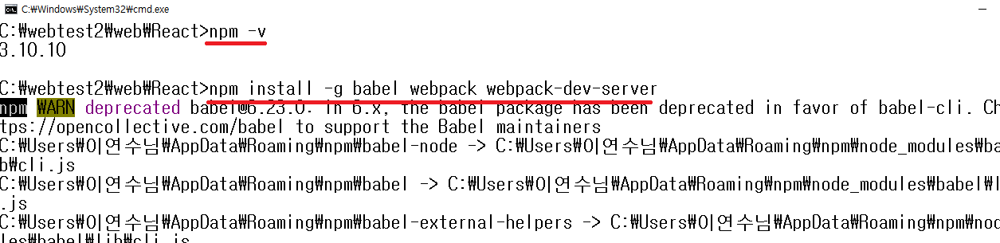 C:\Windows\System32\cmd.exe
C:\webtest2\web\React>npm -v
3.10.10
C:\webtest2\web\React>npm install -g babel webpack webpack-dev-server
npm WARN deprecated babel@6.23.0: In 6.x, the babel package has been deprecated in favor of babel-cli. Ch
tps://opencollective.com/babel to support the Babel maintainers
C:\Users\이연수님\AppData\Roaming\npm\babel-node -> C:\Users\이연수님\AppData\Roaming\npm\node_modules\ba
b\cli.js
C:\Users\이연수님\AppData\Roaming\npm\babel -> C:\Users\이연수님\AppData\Roaming\npm\node_modules\babel\l
.js
C:\Users\이연수님\AppData\Roaming\npm\babel-external-helpers -> C:\Users\이연수님\AppData\Roaming\npm\no
les\babel\lib\cli.js